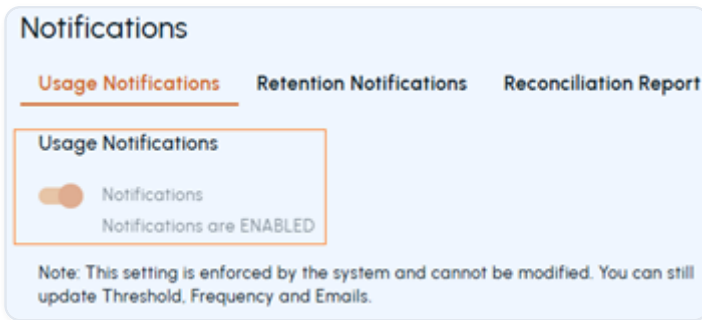 Notifications
Usage Notifications Retention Notifications Reconciliation Report
Usage Notifications
Notifications
Notifications are ENABLED
Note: This setting is enforced by the system and cannot be modified. You can still
update Threshold, Frequency and Emails.